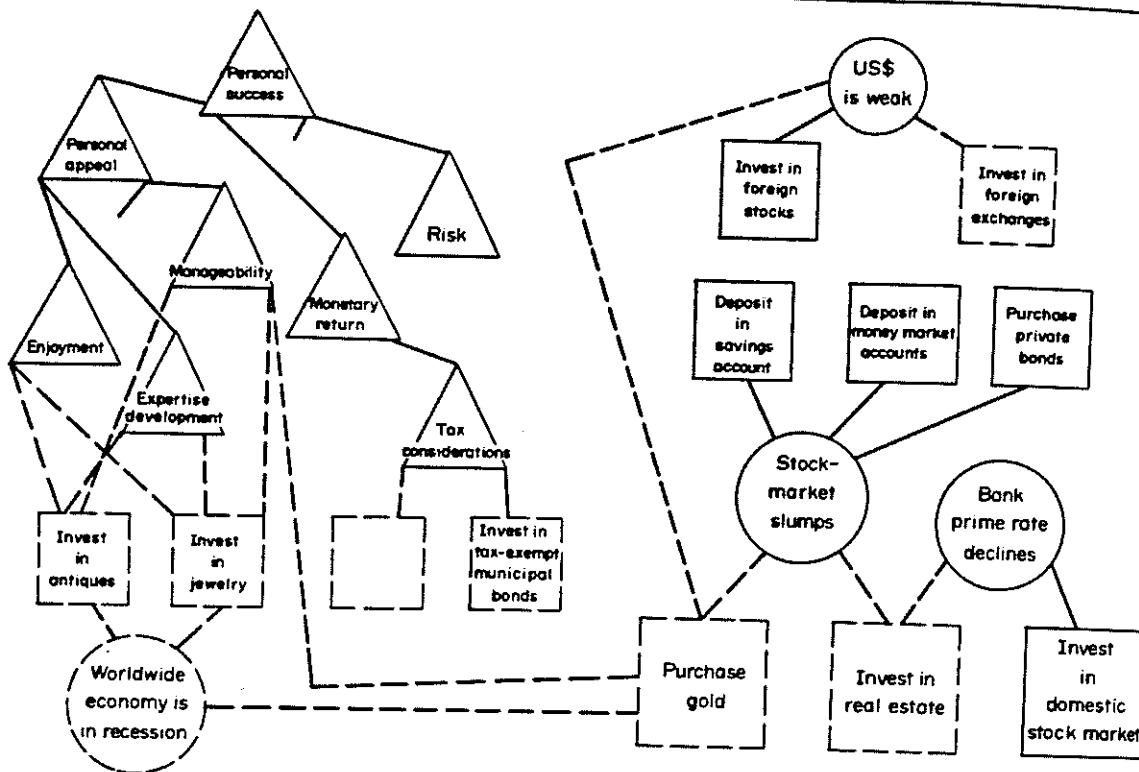 Personal
success
US$
is weak
Personal
appeal
Invest in
foreign
stocks
Invest in
foreign
exchanges
Risk
Manageability
Monetary
return
Enjoyment
Deposit in
savings
account
Deposit in
money market
accounts
Purchase
private
bonds
Expertise
development
Tax
considerations
Stock-
market
slumps
Bank
prime rate
declines
Invest
in
antiques
Invest
in
jewelry
Invest in
tax-exempt
municipal
bonds
Worldwide
economy is
in recession
Purchase
gold
Invest in
real estate
Invest
in
domestic
stock market